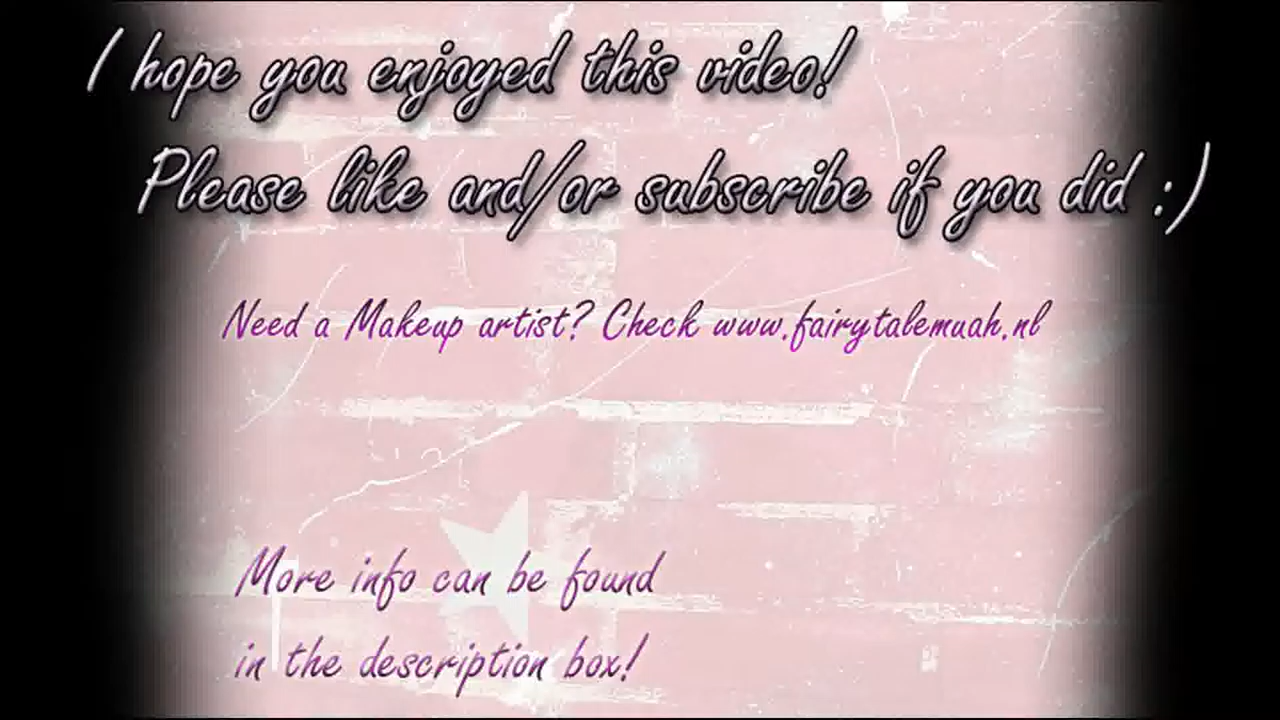 I hope you enjoyed this video!
Please like and/or subscribe if you did :)
Need a Makeup artist? Check www.fairytalemuah.nl
More info can be found
in the description box!